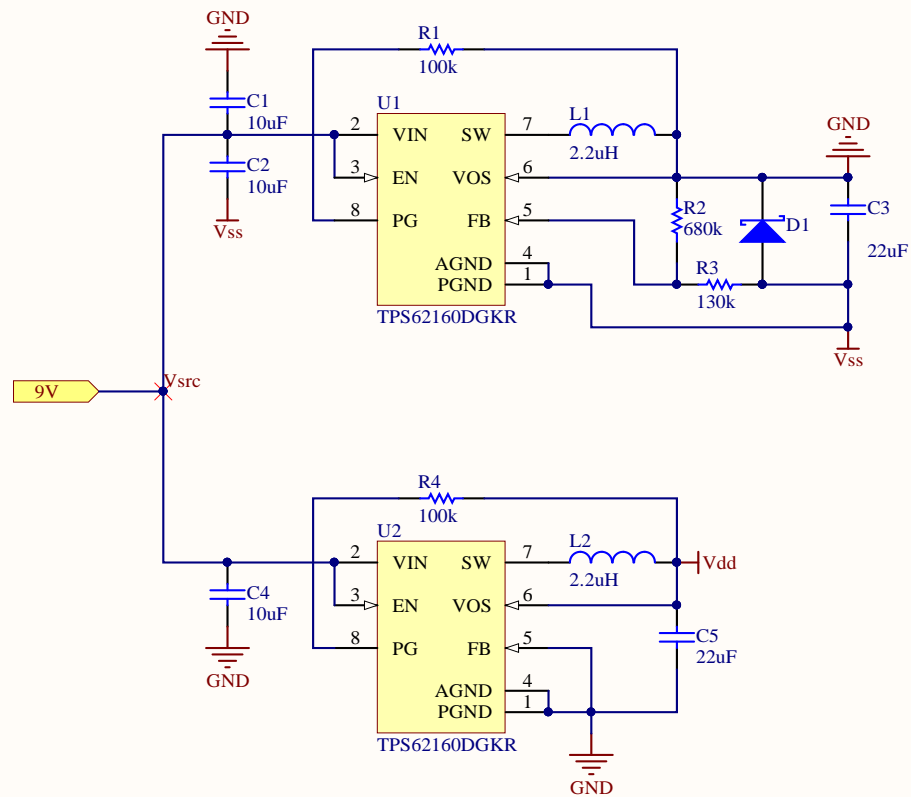 GND
R1
100k
C1
10uF
C2
10uF
Vss
U1
2 VIN SW 7
3 EN VOS 6
8 PG FB 5
AGND 4
PGND 1
TPS62160DGKR
L1
2.2uH
GND
R2
680k
D1
C3
22uF
R3
130k
Vss
9V
Vsrc
R4
100k
U2
2 VIN SW 7
3 EN VOS 6
8 PG FB 5
AGND 4
PGND 1
TPS62160DGKR
L2
2.2uH
Vdd
C4
10uF
GND
C5
22uF
GND